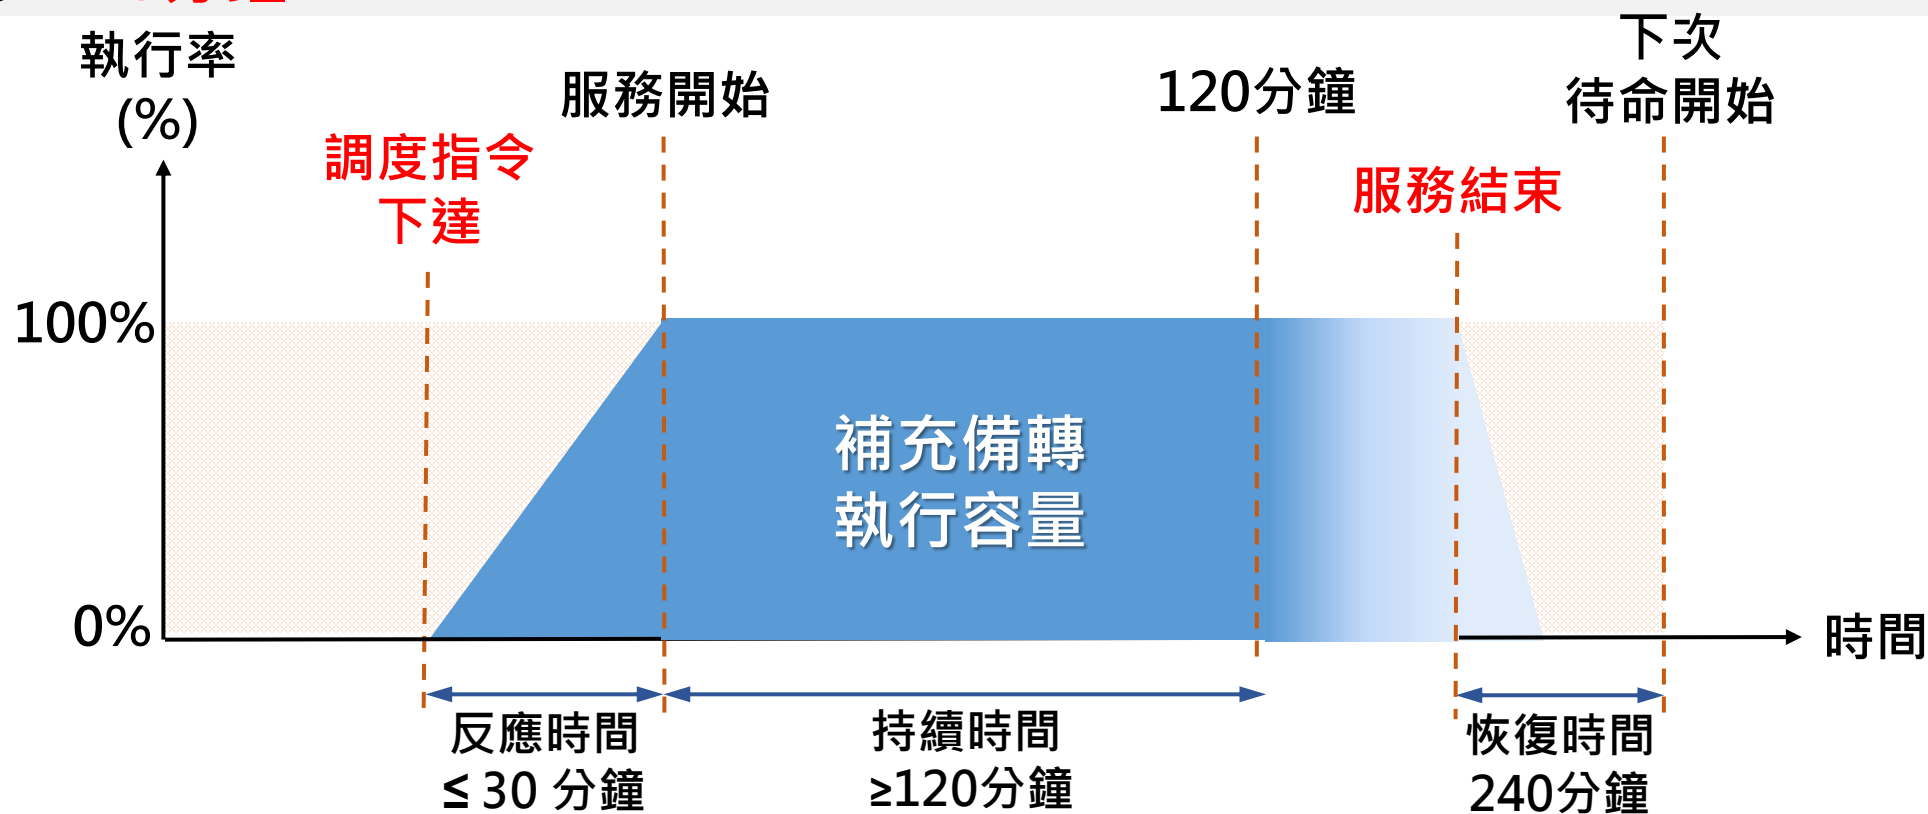 執行率
(%)
調度指令
下達
服務開始
120分鐘
服務結束
下次
待命開始
100%
補充備轉
執行容量
0%
時間
反應時間
≤ 30 分鐘
持續時間
≥120分鐘
恢復時間
240分鐘